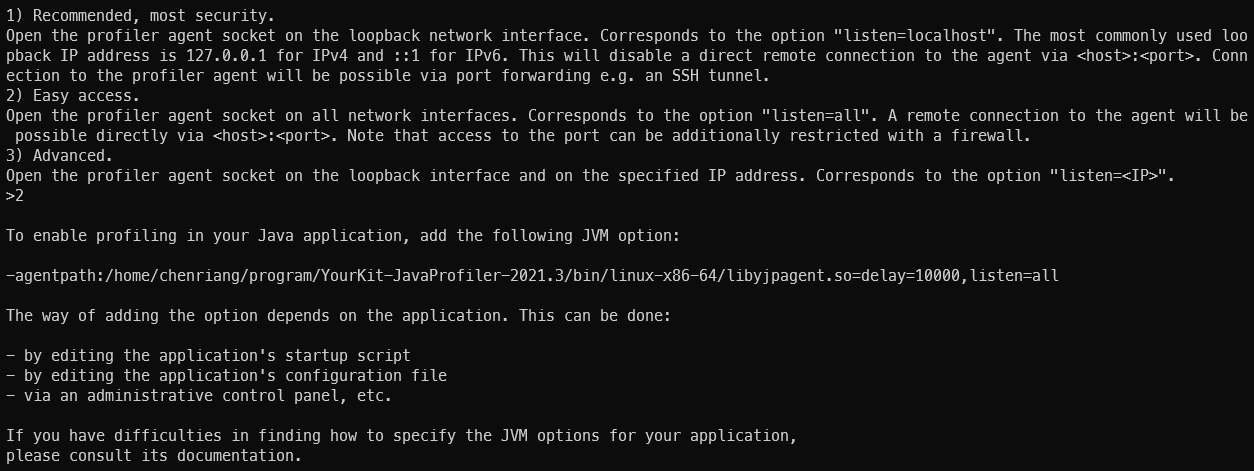 1) Recommended, most security.
Open the profiler agent socket on the loopback network interface. Corresponds to the option "listen=localhost". The most commonly used loo
pback IP address is 127.0.0.1 for IPv4 and ::1 for IPv6. This will disable a direct remote connection to the agent via <host>:<port>. Conn
ection to the profiler agent will be possible via port forwarding e.g. an SSH tunnel.
2) Easy access.
Open the profiler agent socket on all network interfaces. Corresponds to the option "listen=all". A remote connection to the agent will be
 possible directly via <host>:<port>. Note that access to the port can be additionally restricted with a firewall.
3) Advanced.
Open the profiler agent socket on the loopback interface and on the specified IP address. Corresponds to the option "listen=<IP>".
>2
To enable profiling in your Java application, add the following JVM option:
-agentpath:/home/chenriang/program/YourKit-JavaProfiler-2021.3/bin/linux-x86-64/libyjpagent.so=delay=10000,listen=all
The way of adding the option depends on the application. This can be done:
- by editing the application's startup script
- by editing the application's configuration file
- via an administrative control panel, etc.
If you have difficulties in finding how to specify the JVM options for your application,
please consult its documentation.